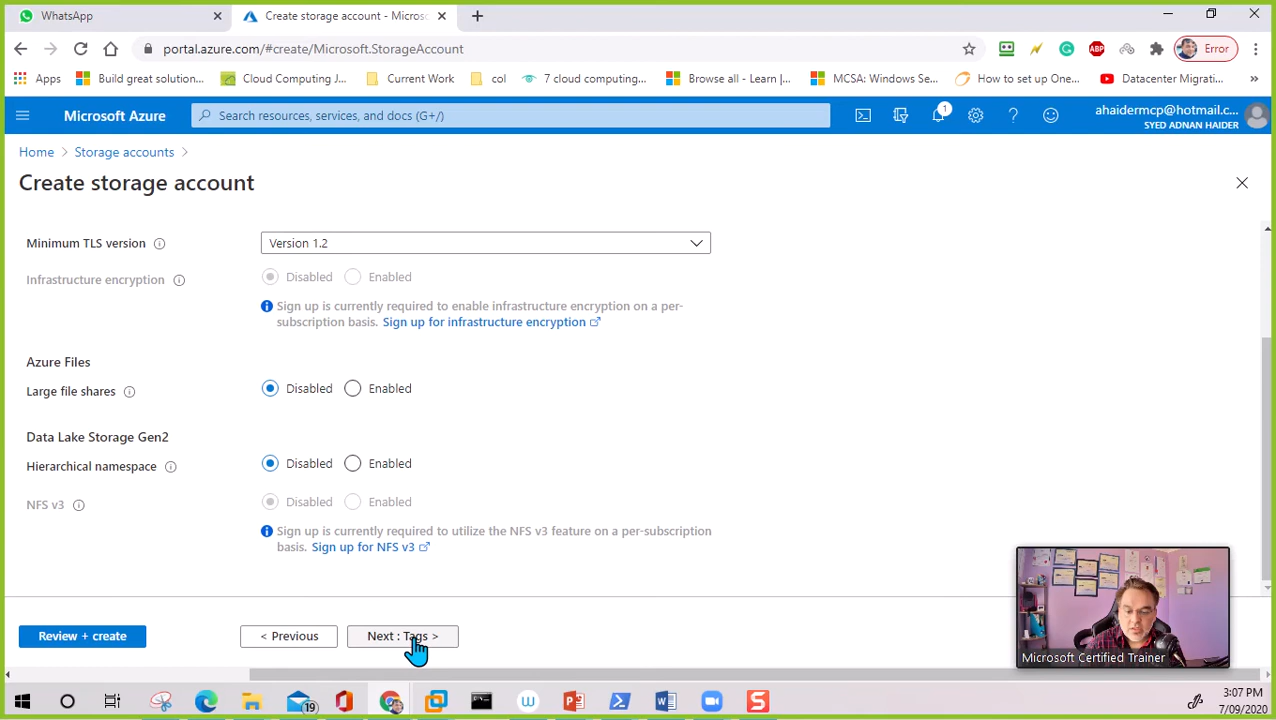 WhatsApp
Create storage account - Micros
portal.azure.com/#create/Microsoft.StorageAccount
ABP
Error
Apps
Build great solution...
Cloud Computing J...
Current Work
col
7 cloud computing...
Browse all - Learn |...
MCSA: Windows Se...
How to set up One...
Datacenter Migrati...
Microsoft Azure
Search resources, services, and docs (G+/)
1
ahaidermcp@hotmail.c...
SYED ADNAN HAIDER
Home > Storage accounts >
Create storage account
Minimum TLS version
Version 1.2
Infrastructure encryption
Disabled
Enabled
Sign up is currently required to enable infrastructure encryption on a per-
subscription basis. Sign up for infrastructure encryption
Azure Files
Large file shares
Disabled
Enabled
Data Lake Storage Gen2
Hierarchical namespace
Disabled
Enabled
NFS v3
Disabled
Enabled
Sign up is currently required to utilize the NFS v3 feature on a per-subscription
basis. Sign up for NFS v3
Review + create
< Previous
Next : Tags >
Microsoft Certified Trainer
19
3:07 PM
7/09/2020